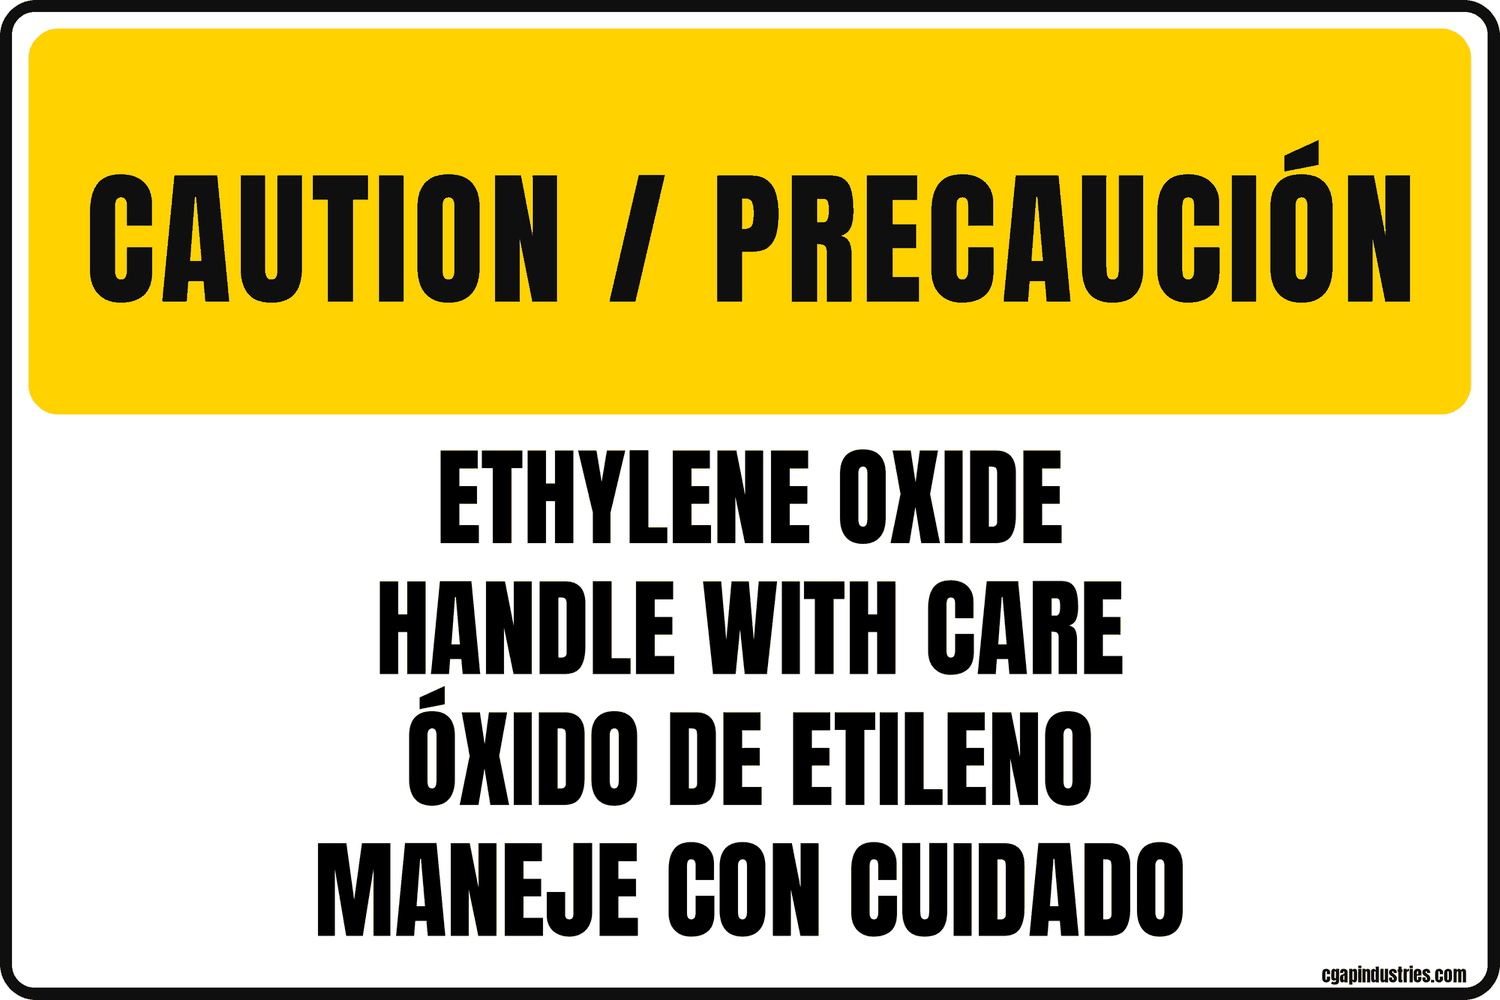 CAUTION / PRECAUCIÓN
ETHYLENE OXIDE
HANDLE WITH CARE
ÓXIDO DE ETILENO
MANEJE CON CUIDADO
cgapindustries.com